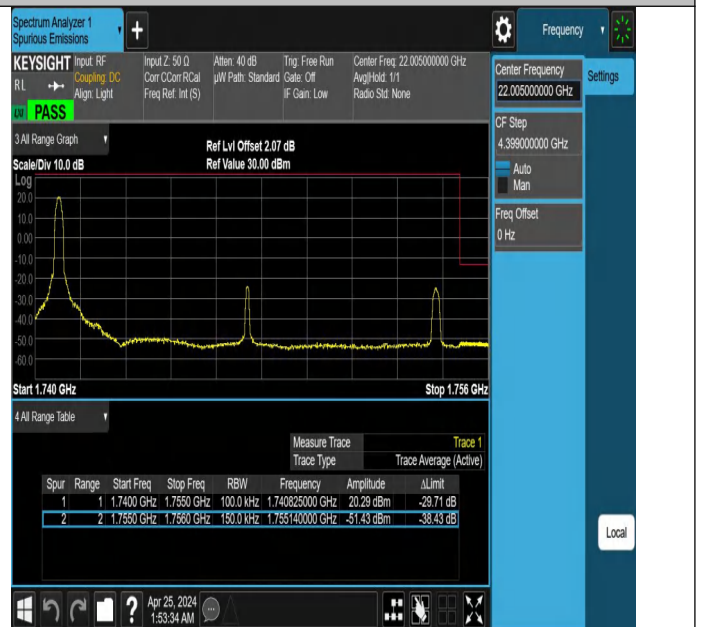 Spectrum Analyzer 1
Spurious Emissions
+
Frequency
KEYSIGHT Input: RF Input Z: 50 Ω Atten: 40 dB Trig: Free Run Center Freq: 22.005000000 GHz
RL Coupling: DC Corr CCorr RCal µW Path: Standard Gate: Off Avg|Hold: 1/1
Align: Light Freq Ref: Int (S) IF Gain: Low Radio Std: None
PASS
Center Frequency
22.005000000 GHz
Settings
CF Step
4.399000000 GHz
Auto
Man
Freq Offset
0 Hz
3 All Range Graph
Ref Lvl Offset 2.07 dB
Scale/Div 10.0 dB Ref Value 30.00 dBm
Log
20.0
10.0
0.00
-10.0
-20.0
-30.0
-40.0
-50.0
-60.0
Start 1.740 GHz Stop 1.756 GHz
4 All Range Table
Measure Trace Trace 1
Trace Type Trace Average (Active)
Spur Range Start Freq Stop Freq RBW Frequency Amplitude ΔLimit
1 1 1.7400 GHz 1.7550 GHz 100.0 kHz 1.740825000 GHz 20.29 dBm -29.71 dB
2 2 1.7550 GHz 1.7560 GHz 150.0 kHz 1.755140000 GHz -51.43 dBm -38.43 dB
Local
? Apr 25, 2024
1:53:34 AM